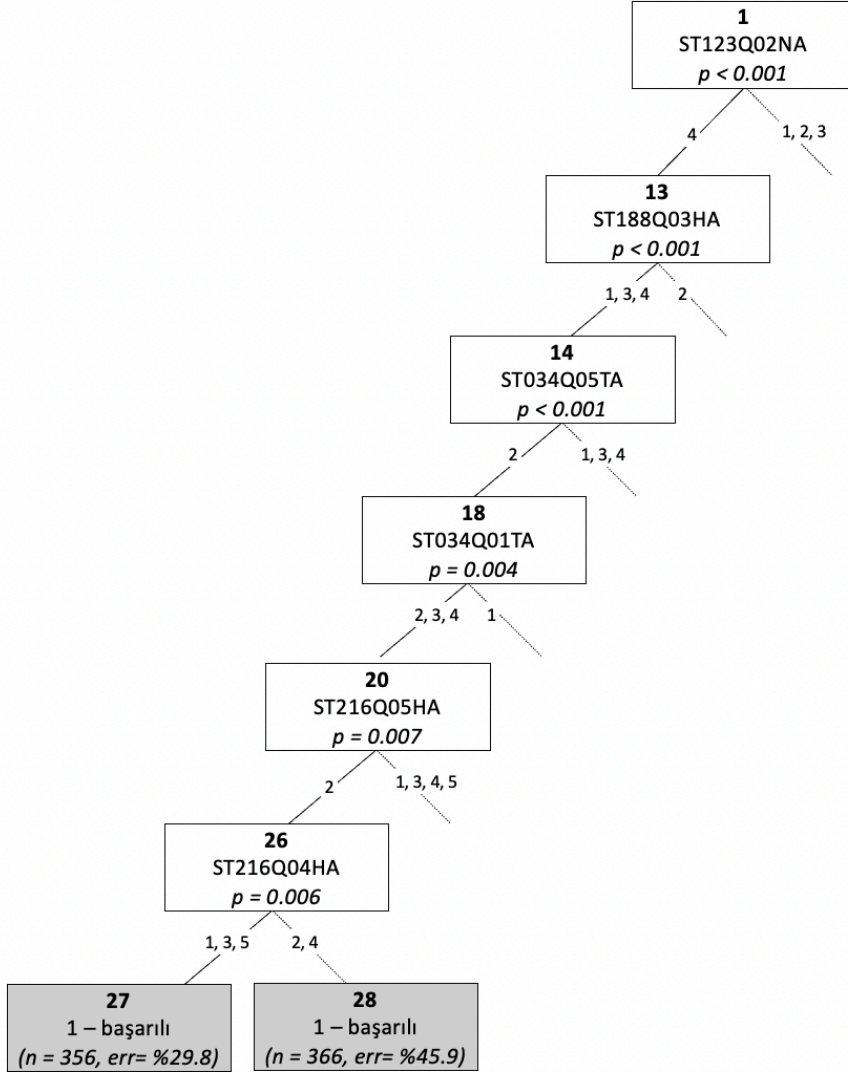 1
ST123Q02NA
p < 0.001
4
1, 2, 3
13
ST188Q03HA
p < 0.001
1, 3, 4
2
14
ST034Q05TA
p < 0.001
2
1, 3, 4
18
ST034Q01TA
p = 0.004
2, 3, 4
1
20
ST216Q05HA
p = 0.007
2
1, 3, 4, 5
26
ST216Q04HA
p = 0.006
1, 3, 5
2, 4
27
1 – başarılı
(n = 356, err= %29.8)
28
1 – başarılı
(n = 366, err= %45.9)